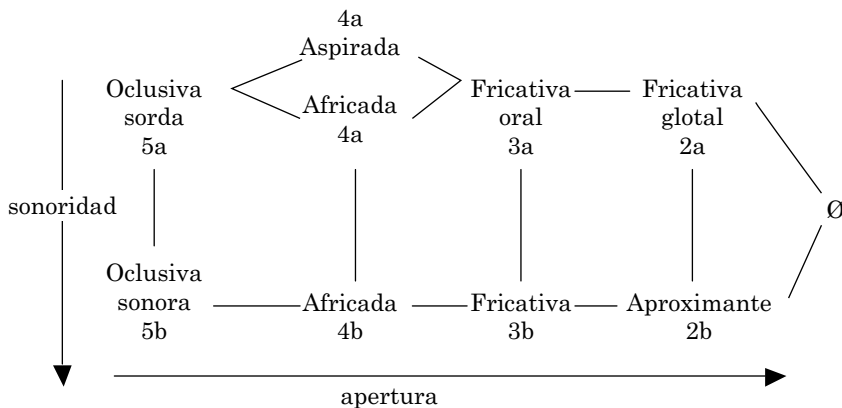 4a
Aspirada
Oclusiva
sorda
5a
Africada
4a
Fricativa
oral
3a
Fricativa
glotal
2a
sonoridad
Ø
Oclusiva
sonora
5b
Africada
4b
Fricativa
3b
Aproximante
2b
apertura